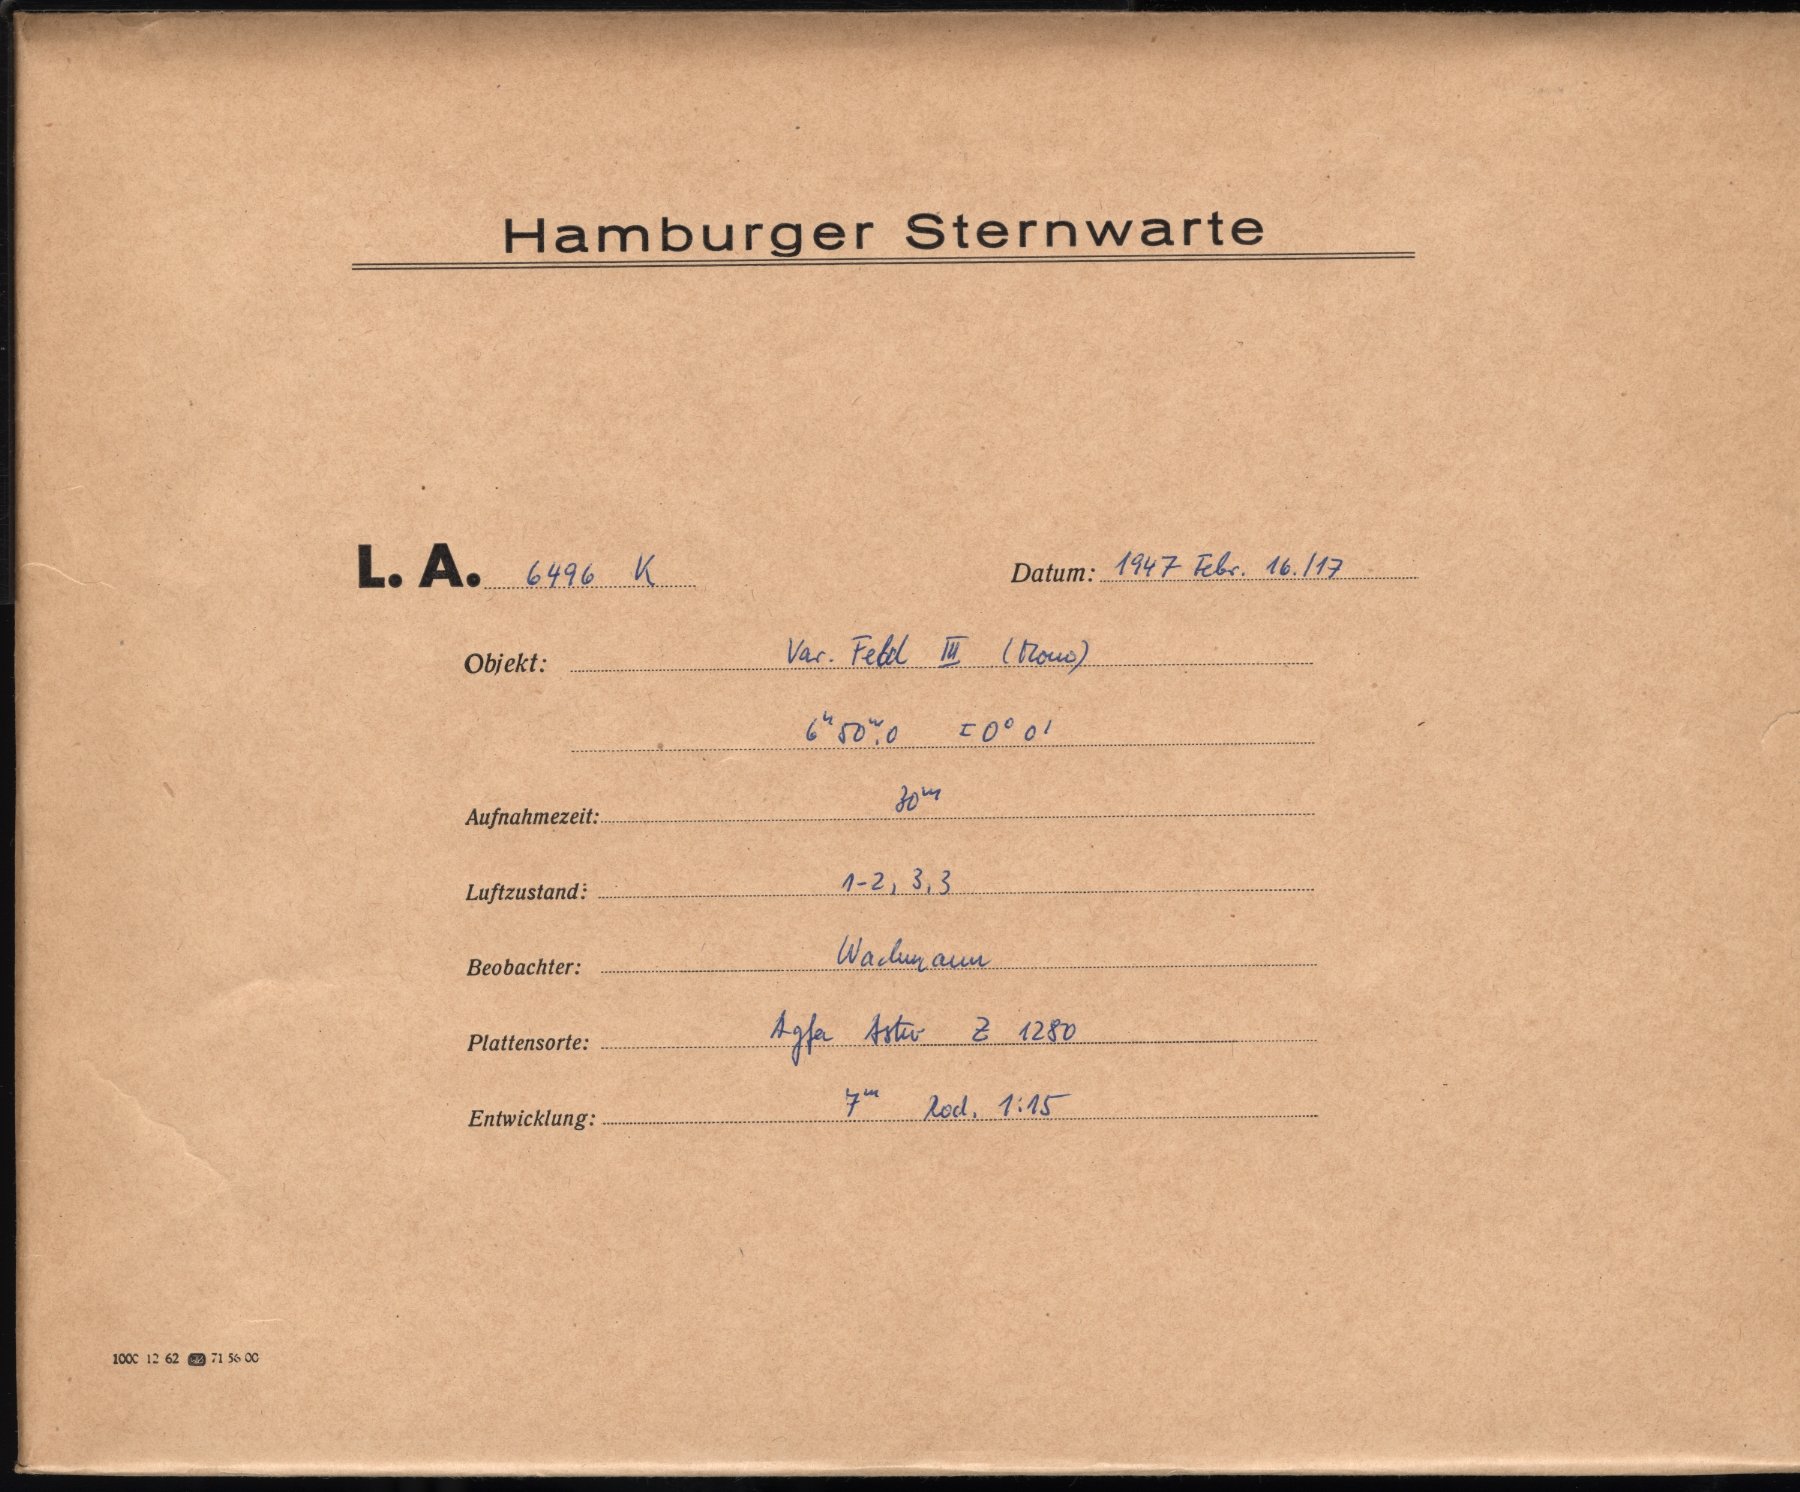 Hamburger Sternwarte
L. A. 6496 K Datum: 1947 Febr. 16./17
Objekt: Var. Feld III (Mono)
6ʰ50ᵐ.0 ±0° 0'
Aufnahmezeit: 30ᵐ
Luftzustand: 1-2, 3, 3
Beobachter: Wachmann
Plattensorte: Agfa Astro Z 1280
Entwicklung: 7ᵐ Rod. 1:15
1000 12 62 71 56 00